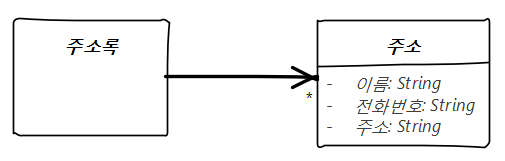 주소록
주소
- 이름: String
- 전화번호: String
- 주소: String
*